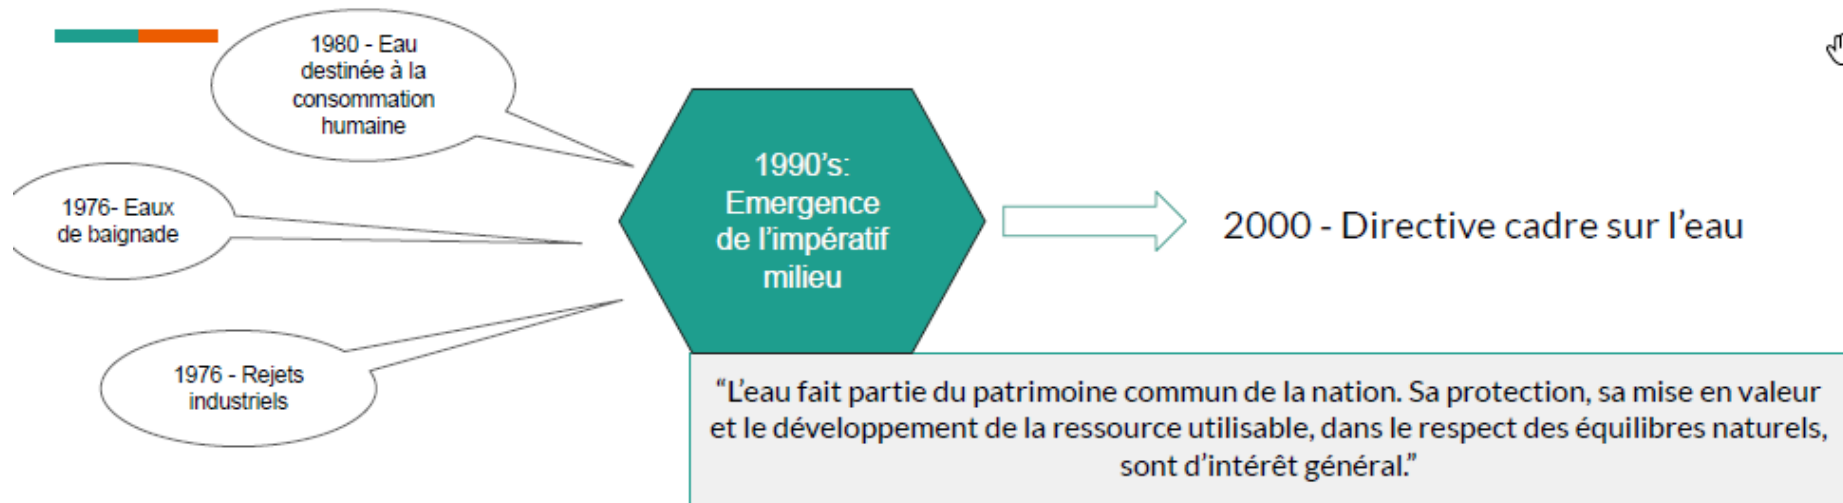 1980 - Eau
destinée à la
consommation
humaine
1976- Eaux
de baignade
1976 - Rejets
industriels
1990's:
Emergence
de l'impératif
milieu
2000 - Directive cadre sur l'eau
“L'eau fait partie du patrimoine commun de la nation. Sa protection, sa mise en valeur
et le développement de la ressource utilisable, dans le respect des équilibres naturels,
sont d'intérêt général.”